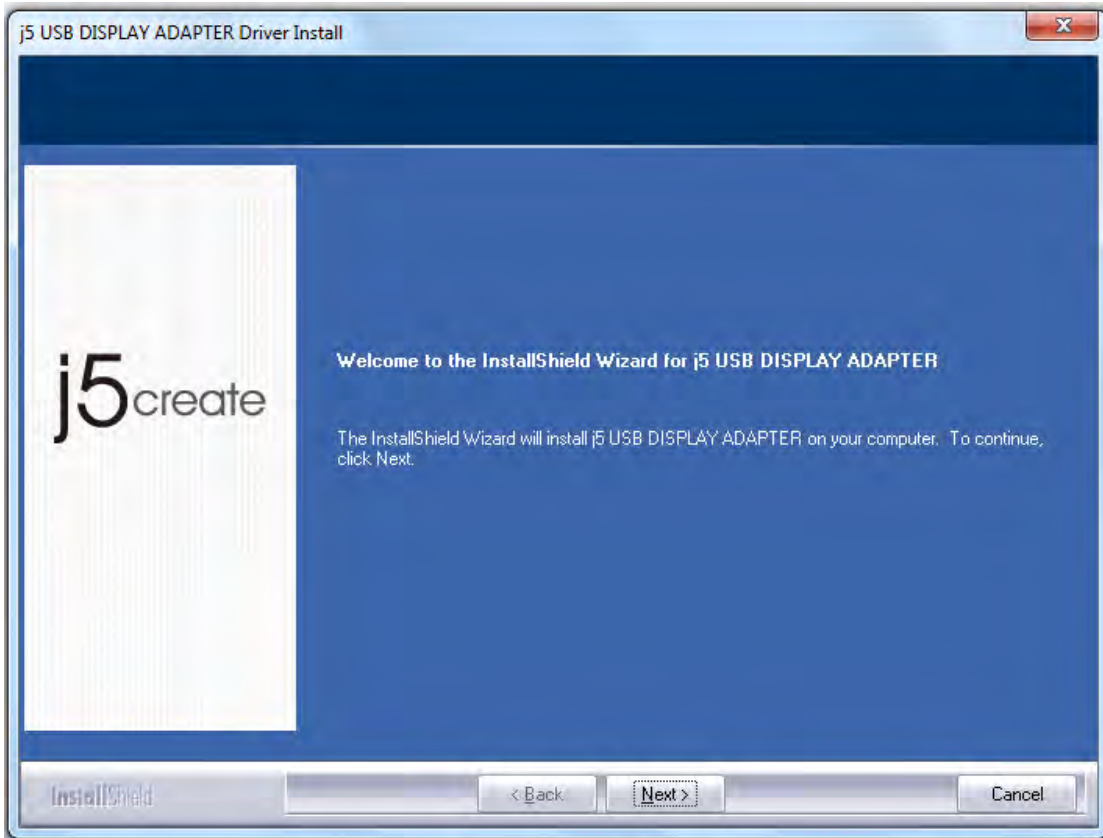 j5 USB DISPLAY ADAPTER Driver Install
j5create
Welcome to the InstallShield Wizard for j5 USB DISPLAY ADAPTER
The InstallShield Wizard will install j5 USB DISPLAY ADAPTER on your computer. To continue,
click Next.
InstallShield
< Back
Next >
Cancel